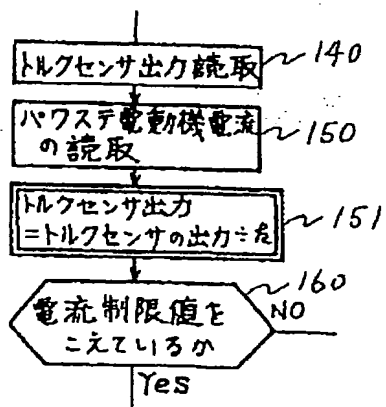 トルクセンサ出力読取
140
パワステ電動機電流
の読取
150
トルクセンサ出力
=トルクセンサの出力÷
151
電流制限値を
こえているか
160
NO
Yes